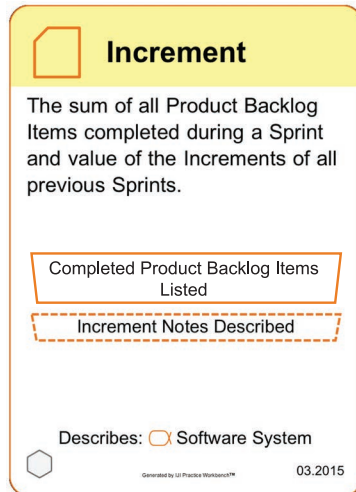 Increment
The sum of all Product Backlog
Items completed during a Sprint
and value of the Increments of all
previous Sprints.
Completed Product Backlog Items
Listed
Increment Notes Described
Describes: Software System
Generated by IJI Practice Workbench™
03.2015